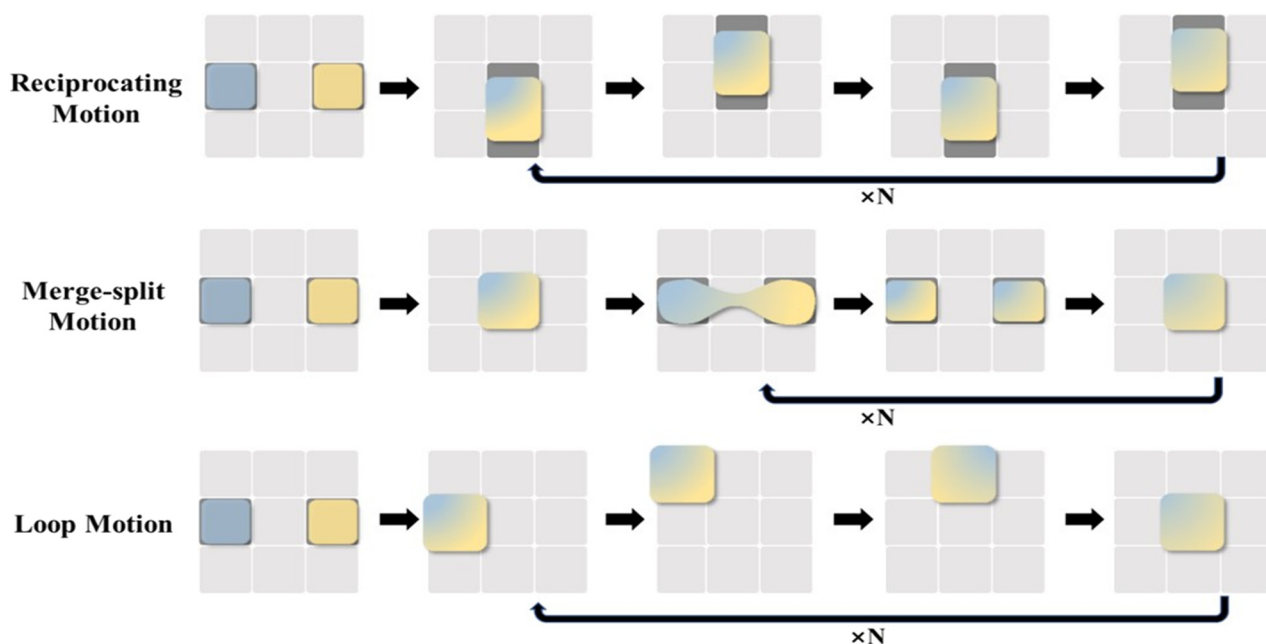 Reciprocating
Motion
×N
Merge-split
Motion
×N
Loop Motion
×N